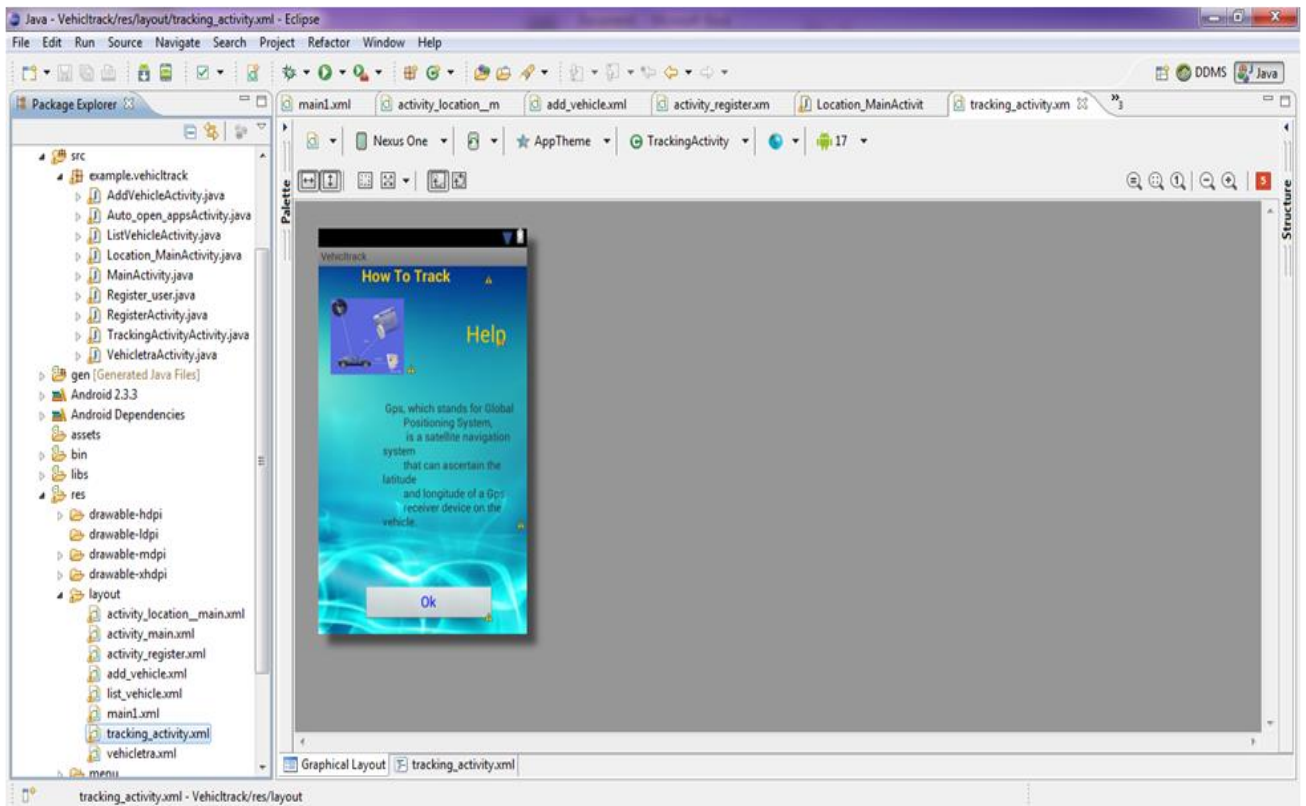 Java - Vehicltrack/res/layout/tracking_activity.xml - Eclipse
File Edit Run Source Navigate Search Project Refactor Window Help
DDMS Java
Package Explorer
main1.xml activity_location__m add_vehicle.xml activity_register.xm Location_MainActivit tracking_activity.xm »3
Nexus One AppTheme TrackingActivity 17
5
Palette
Structure
src
example.vehicltrack
AddVehicleActivity.java
Auto_open_appsActivity.java
ListVehicleActivity.java
Location_MainActivity.java
MainActivity.java
Register_user.java
RegisterActivity.java
TrackingActivityActivity.java
VehicletraActivity.java
gen [Generated Java Files]
Android 2.3.3
Android Dependencies
assets
bin
libs
res
drawable-hdpi
drawable-ldpi
drawable-mdpi
drawable-xhdpi
layout
activity_location__main.xml
activity_main.xml
activity_register.xml
add_vehicle.xml
list_vehicle.xml
main1.xml
tracking_activity.xml
vehicletra.xml
menu
Vehicltrack
How To Track
Help
Gps, which stands for Global
Positioning System,
is a satellite navigation
system
that can ascertain the
latitude
and longitude of a Gps
receiver device on the
vehicle.
Ok
Graphical Layout tracking_activity.xml
tracking_activity.xml - Vehicltrack/res/layout